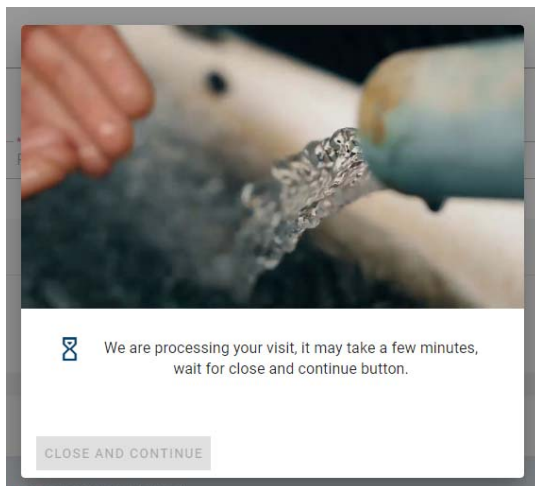 We are processing your visit, it may take a few minutes,
wait for close and continue button.
CLOSE AND CONTINUE